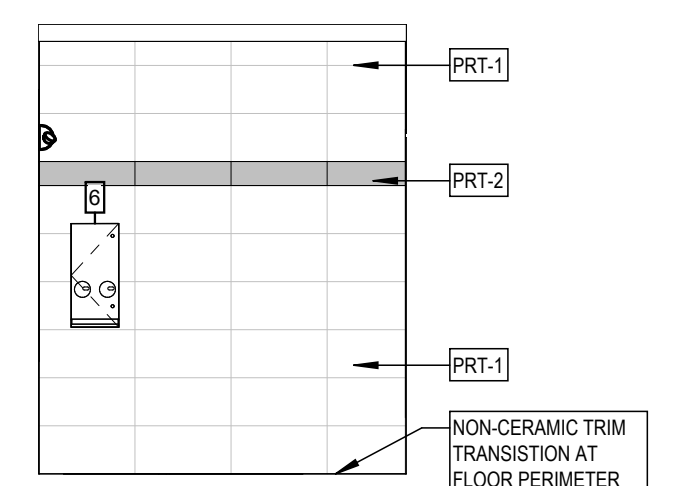 PRT-1
PRT-2
6
PRT-1
NON-CERAMIC TRIM
TRANSISTION AT
FLOOR PERIMETER